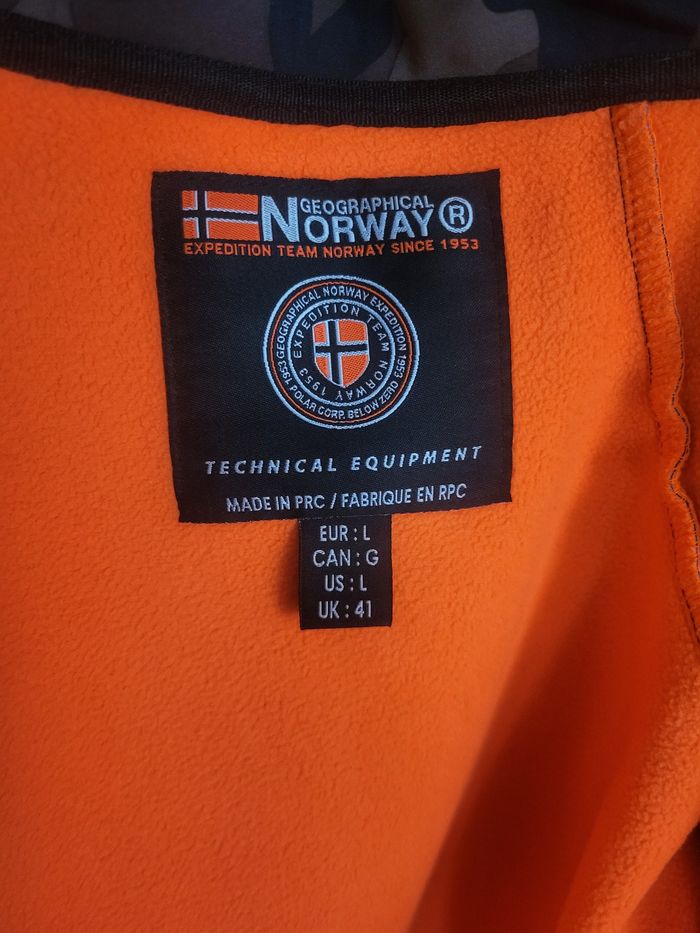 GEOGRAPHICAL
NORWAY®
EXPEDITION TEAM NORWAY SINCE 1953
GEOGRAPHICAL NORWAY EXPEDITION 1953
EXPEDITION TEAM NORWAY 1953
1953 POLAR CORP. BELOW ZERO
TECHNICAL EQUIPMENT
MADE IN PRC / FABRIQUE EN RPC
EUR : L
CAN : G
US : L
UK : 41